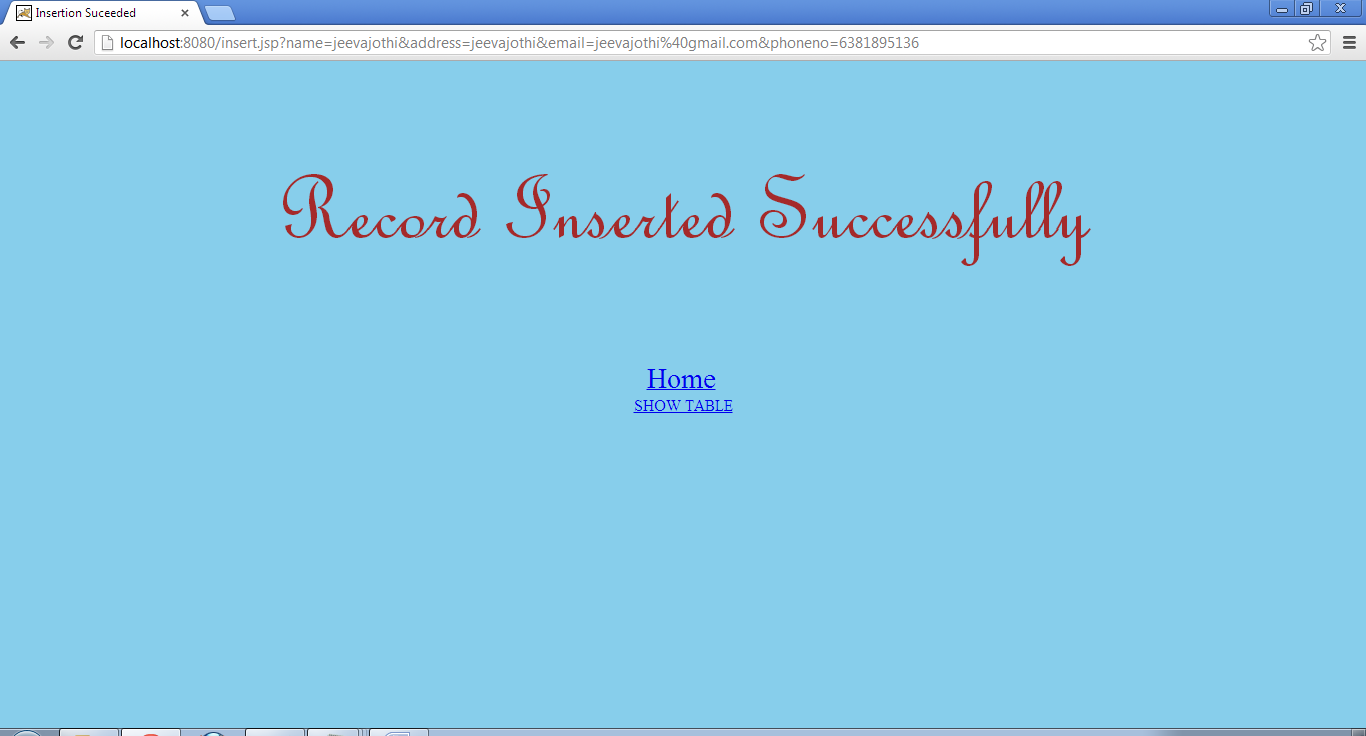 Insertion Suceeded
localhost:8080/insert.jsp?name=jeevajothi&address=jeevajothi&email=jeevajothi%40gmail.com&phoneno=6381895136
Record Inserted Successfully
Home
SHOW TABLE